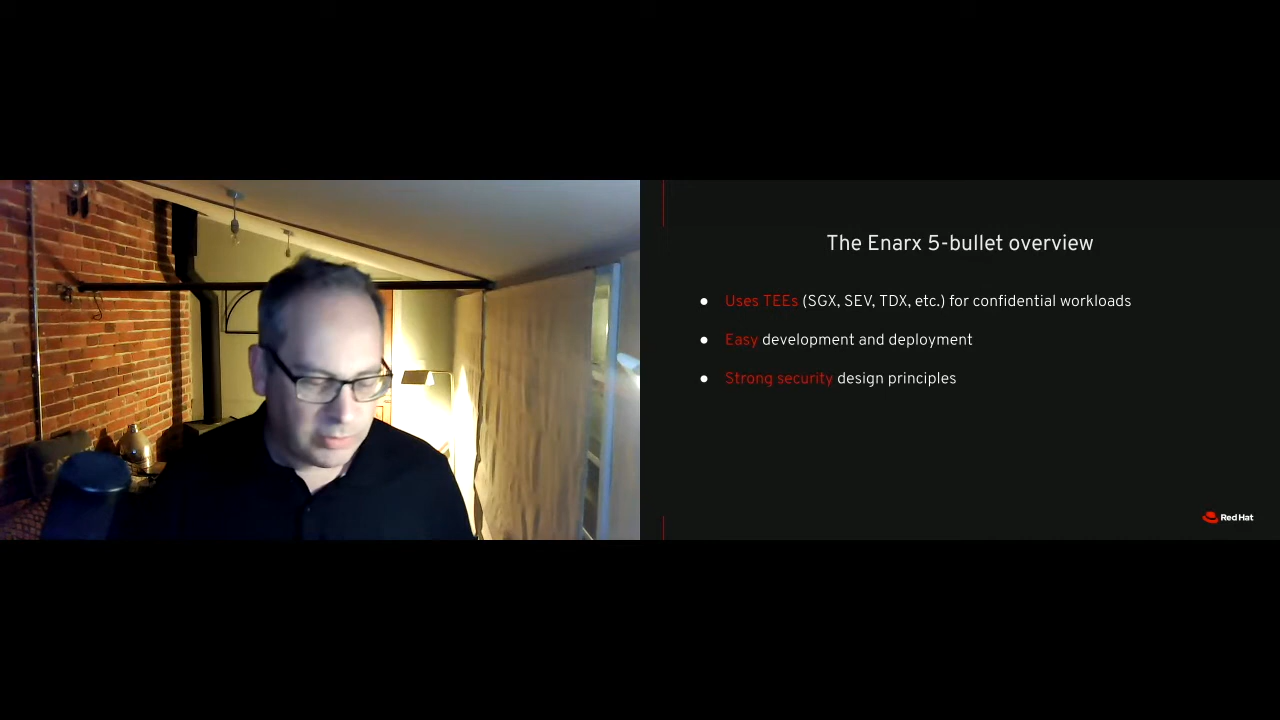 The Enarx 5-bullet overview
● Uses TEEs (SGX, SEV, TDX, etc.) for confidential workloads
● Easy development and deployment
● Strong security design principles
Red Hat